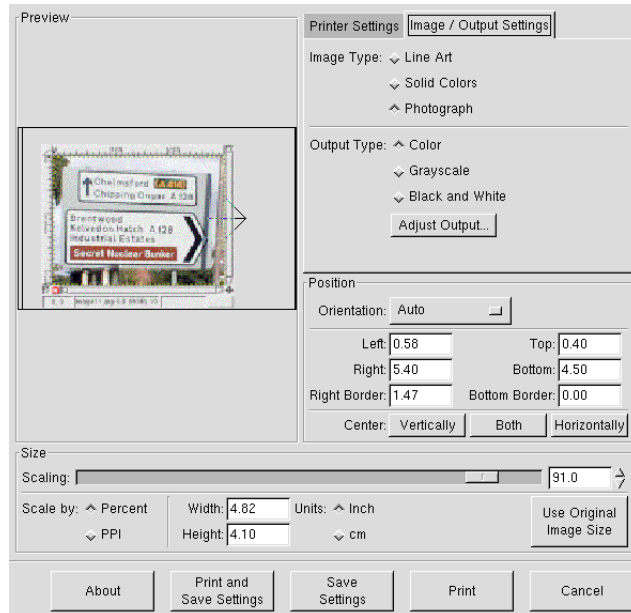 Preview
Printer Settings Image / Output Settings
Image Type: Line Art
Solid Colors
Photograph
Output Type: Color
Grayscale
Black and White
Adjust Output...
Chelmsford A 414
Chipping Ongar A 128
Brentwood
Kelvedon Hatch A 128
Industrial Estates
Secret Nuclear Bunker
Position
Orientation: Auto
Left: 0.58 Top: 0.40
Right: 5.40 Bottom: 4.50
Right Border: 1.47 Bottom Border: 0.00
Center: Vertically Both Horizontally
Size
Scaling: 91.0
Scale by: Percent Width: 4.82 Units: Inch
PPI Height: 4.10 cm
Use Original
Image Size
About
Print and
Save Settings
Save
Settings
Print
Cancel